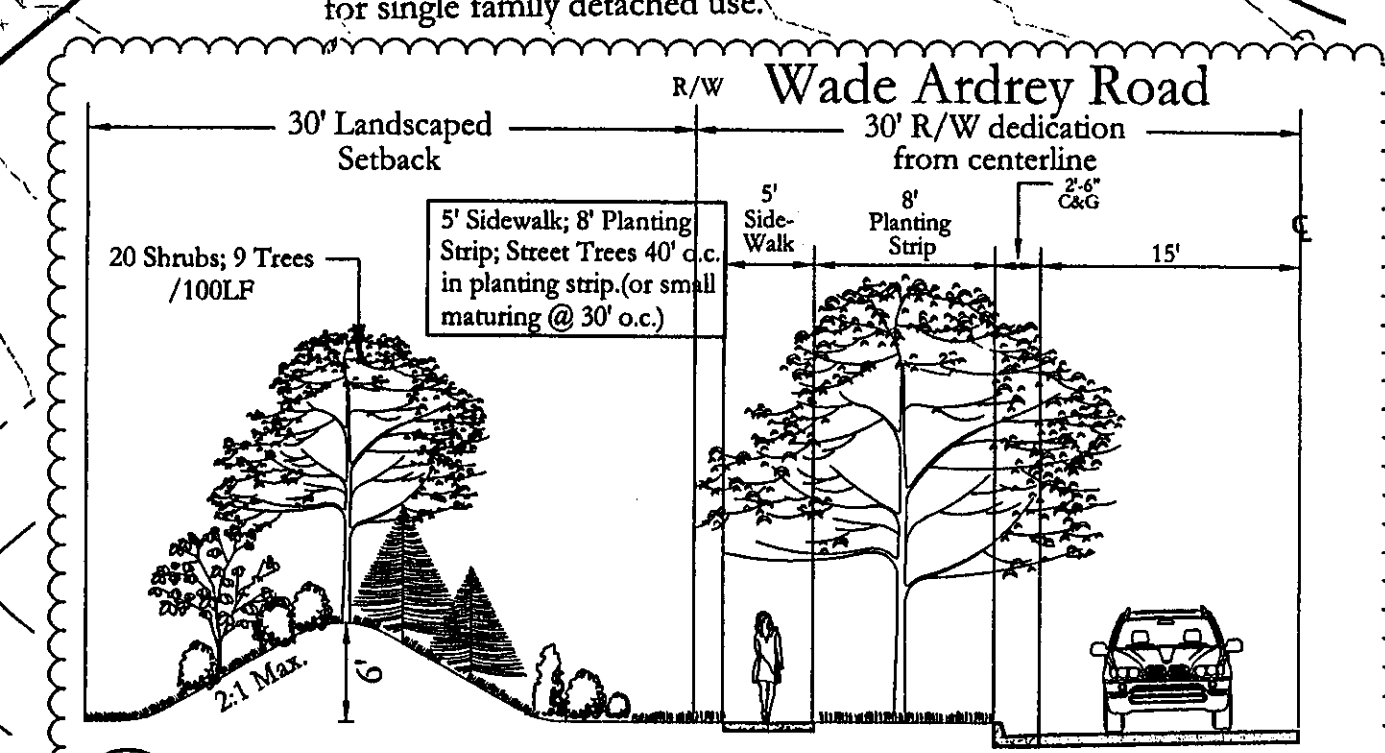 for single family detached use.
R/W
Wade Ardrey Road
30' Landscaped
Setback
30' R/W dedication
from centerline
20 Shrubs; 9 Trees
/100LF
5' Sidewalk; 8' Planting
Strip; Street Trees 40' o.c.
in planting strip.(or small
maturing @ 30' o.c.)
5'
Side-
Walk
8'
Planting
Strip
2'-6"
C&G
15'
℄
2:1 Max.
6'